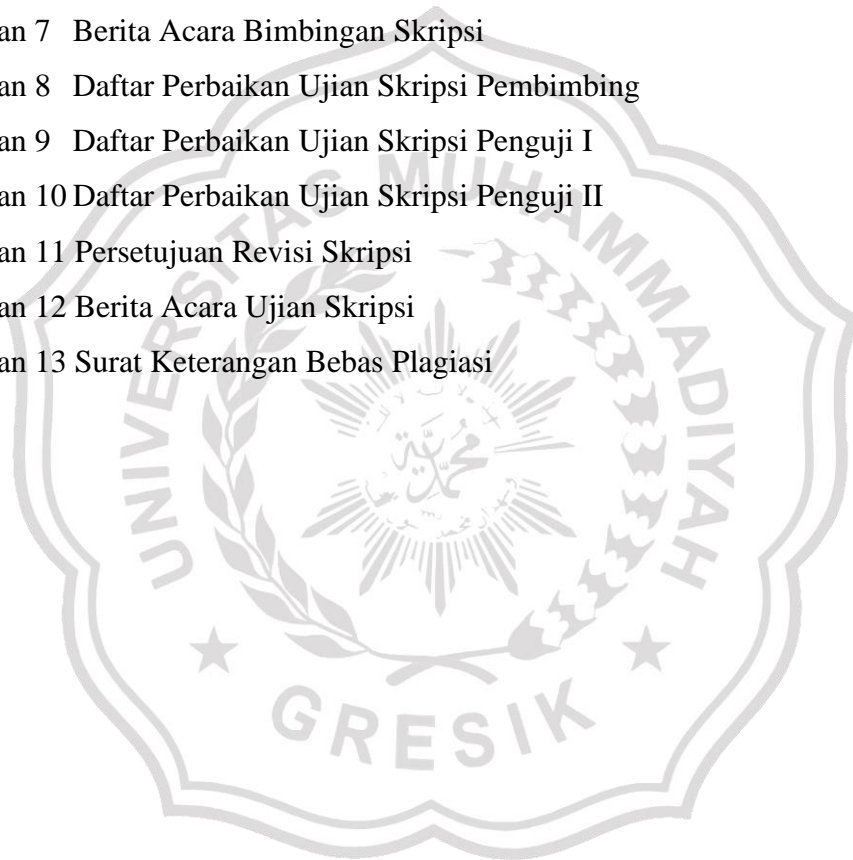 an 7 Berita Acara Bimbingan Skripsi
an 8 Daftar Perbaikan Ujian Skripsi Pembimbing
an 9 Daftar Perbaikan Ujian Skripsi Penguji I
an 10 Daftar Perbaikan Ujian Skripsi Penguji II
an 11 Persetujuan Revisi Skripsi
an 12 Berita Acara Ujian Skripsi
an 13 Surat Keterangan Bebas Plagiasi
UNIVERSITAS MUHAMMADIYAH
GRESIK